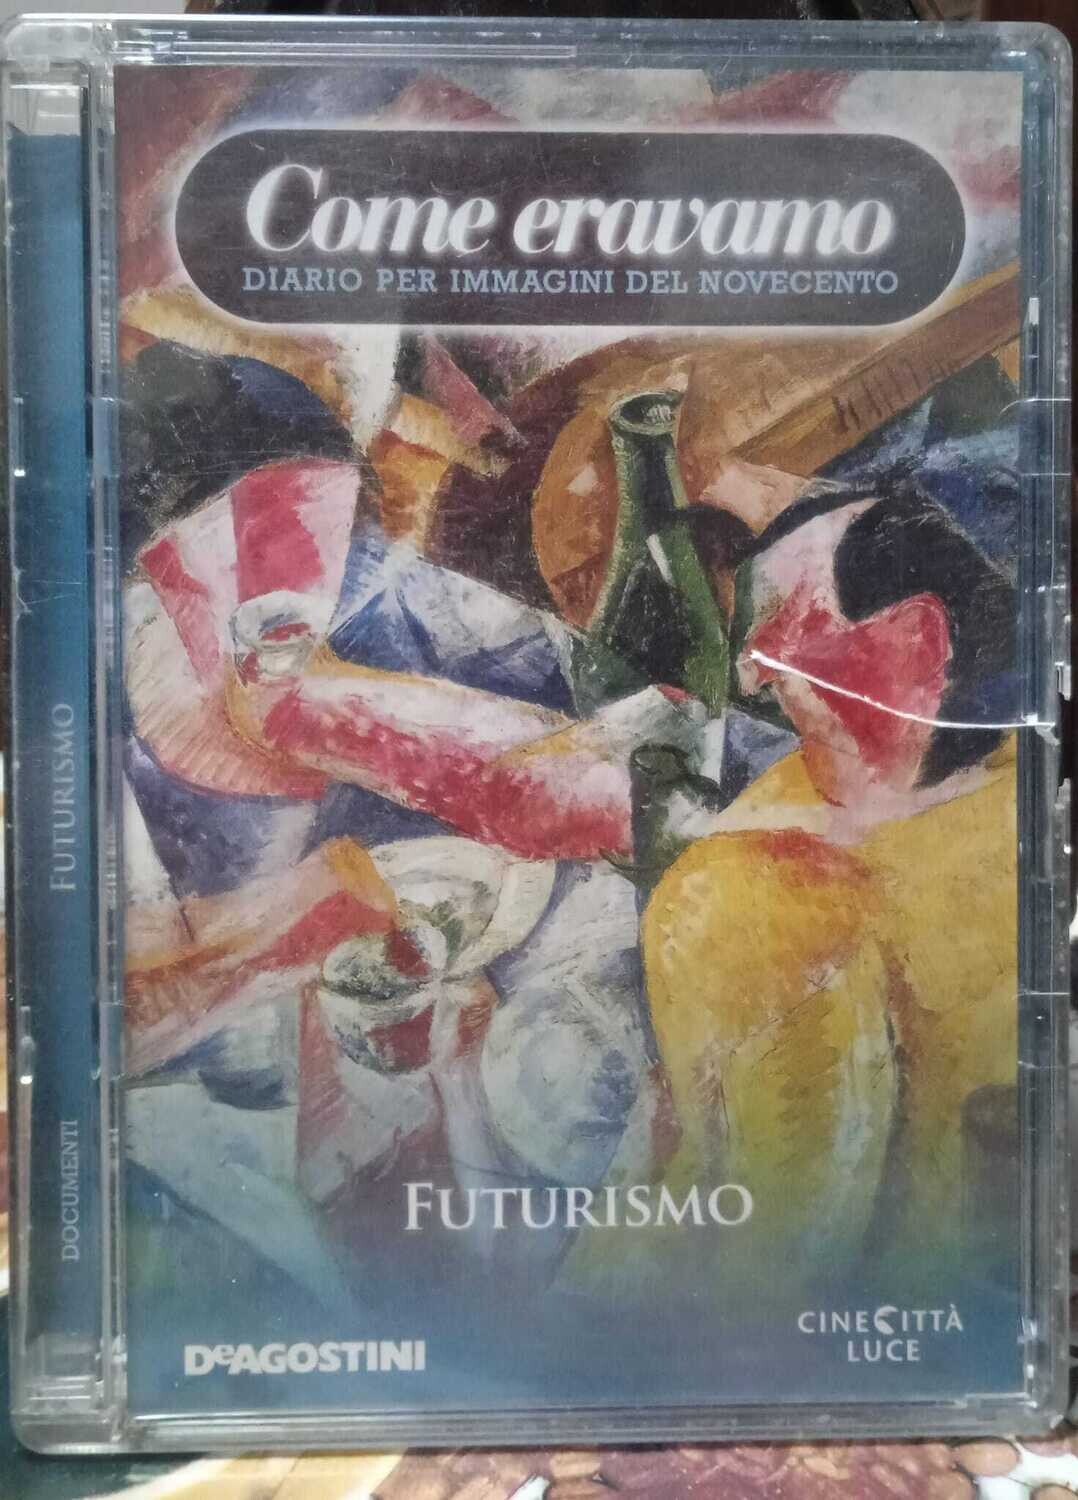 Come eravamo
DIARIO PER IMMAGINI DEL NOVECENTO
FUTURISMO
DOCUMENTI
FUTURISMO
DeAGOSTINI
CINECITTÀ
LUCE